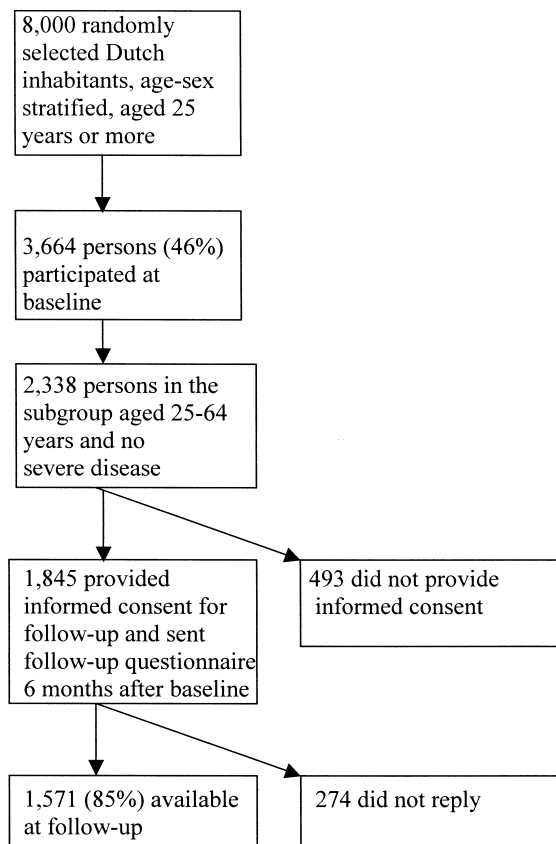 8,000 randomly
selected Dutch
inhabitants, age-sex
stratified, aged 25
years or more
3,664 persons (46%)
participated at
baseline
2,338 persons in the
subgroup aged 25-64
years and no
severe disease
1,845 provided
informed consent for
follow-up and sent
follow-up questionnaire
6 months after baseline
493 did not provide
informed consent
1,571 (85%) available
at follow-up
274 did not reply